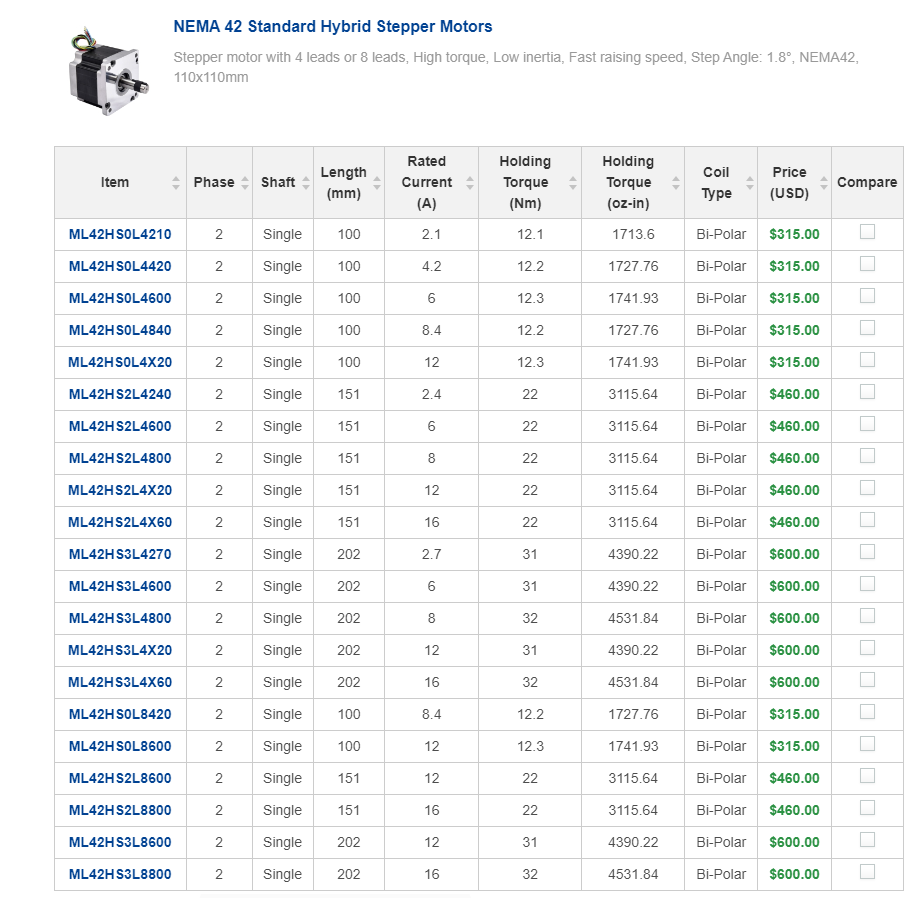 NEMA 42 Standard Hybrid Stepper Motors
Stepper motor with 4 leads or 8 leads, High torque, Low inertia, Fast raising speed, Step Angle: 1.8°, NEMA42,
110x110mm
Item Phase Shaft Length (mm) Rated Current (A) Holding Torque (Nm) Holding Torque (oz-in) Coil Type Price (USD) Compare
ML42HS0L4210 2 Single 100 2.1 12.1 1713.6 Bi-Polar $315.00
ML42HS0L4420 2 Single 100 4.2 12.2 1727.76 Bi-Polar $315.00
ML42HS0L4600 2 Single 100 6 12.3 1741.93 Bi-Polar $315.00
ML42HS0L4840 2 Single 100 8.4 12.2 1727.76 Bi-Polar $315.00
ML42HS0L4X20 2 Single 100 12 12.3 1741.93 Bi-Polar $315.00
ML42HS2L4240 2 Single 151 2.4 22 3115.64 Bi-Polar $460.00
ML42HS2L4600 2 Single 151 6 22 3115.64 Bi-Polar $460.00
ML42HS2L4800 2 Single 151 8 22 3115.64 Bi-Polar $460.00
ML42HS2L4X20 2 Single 151 12 22 3115.64 Bi-Polar $460.00
ML42HS2L4X60 2 Single 151 16 22 3115.64 Bi-Polar $460.00
ML42HS3L4270 2 Single 202 2.7 31 4390.22 Bi-Polar $600.00
ML42HS3L4600 2 Single 202 6 31 4390.22 Bi-Polar $600.00
ML42HS3L4800 2 Single 202 8 32 4531.84 Bi-Polar $600.00
ML42HS3L4X20 2 Single 202 12 31 4390.22 Bi-Polar $600.00
ML42HS3L4X60 2 Single 202 16 32 4531.84 Bi-Polar $600.00
ML42HS0L8420 2 Single 100 8.4 12.2 1727.76 Bi-Polar $315.00
ML42HS0L8600 2 Single 100 12 12.3 1741.93 Bi-Polar $315.00
ML42HS2L8600 2 Single 151 12 22 3115.64 Bi-Polar $460.00
ML42HS2L8800 2 Single 151 16 22 3115.64 Bi-Polar $460.00
ML42HS3L8600 2 Single 202 12 31 4390.22 Bi-Polar $600.00
ML42HS3L8800 2 Single 202 16 32 4531.84 Bi-Polar $600.00